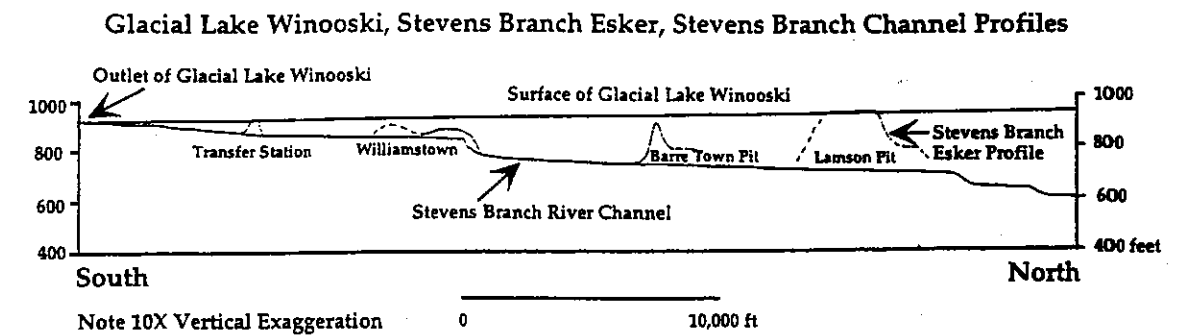 Glacial Lake Winooski, Stevens Branch Esker, Stevens Branch Channel Profiles
Outlet of Glacial Lake Winooski
1000
1000
Surface of Glacial Lake Winooski
Stevens Branch
Esker Profile
800
800
Transfer Station
Williamstown
Barre Town Pit
Lamson Pit
600
600
Stevens Branch River Channel
400
400 feet
South
North
Note 10X Vertical Exaggeration
0
10,000 ft